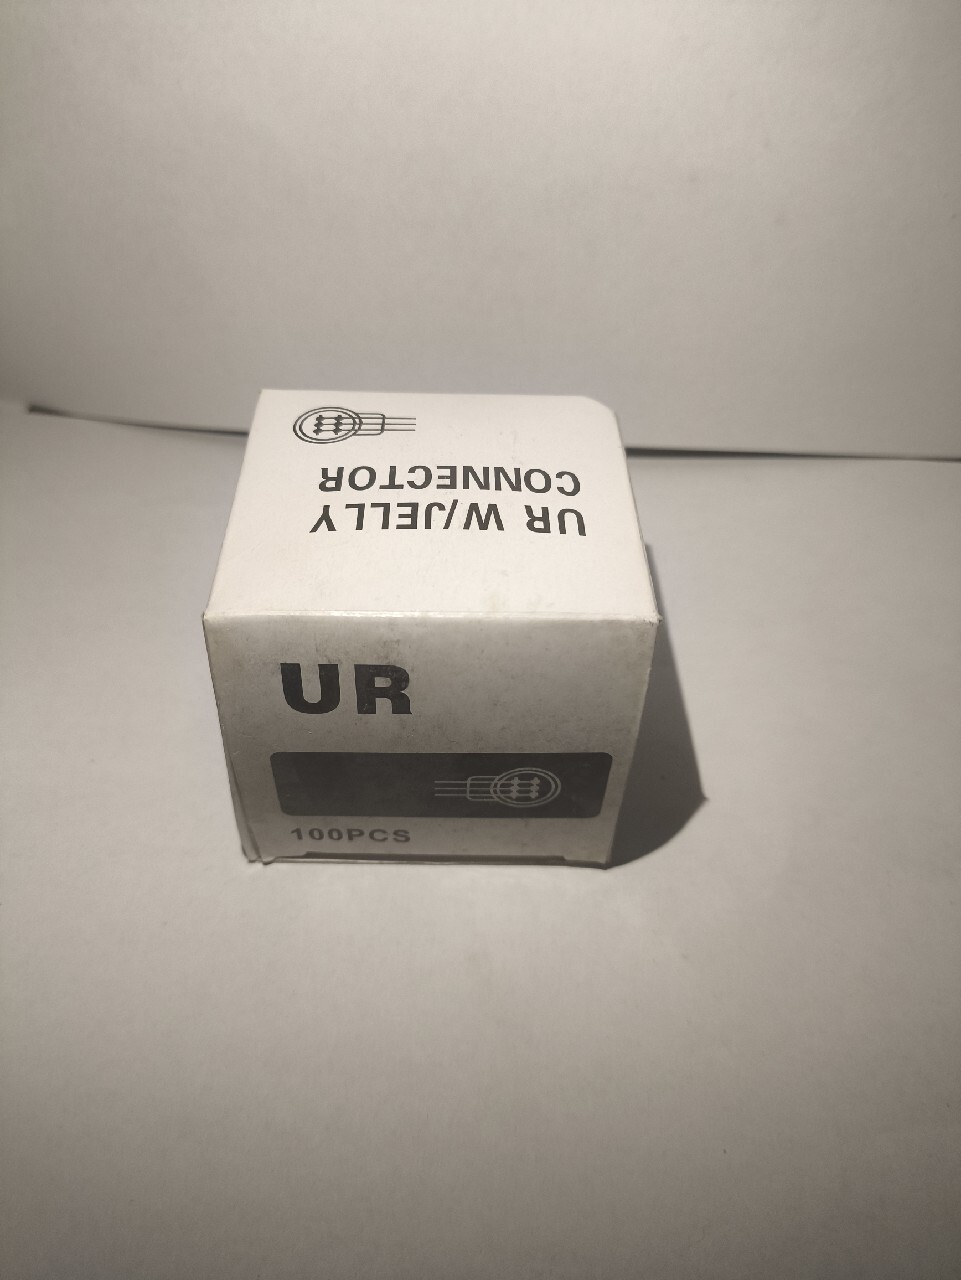 UR W/JELLY
CONNECTOR
UR
100PCS